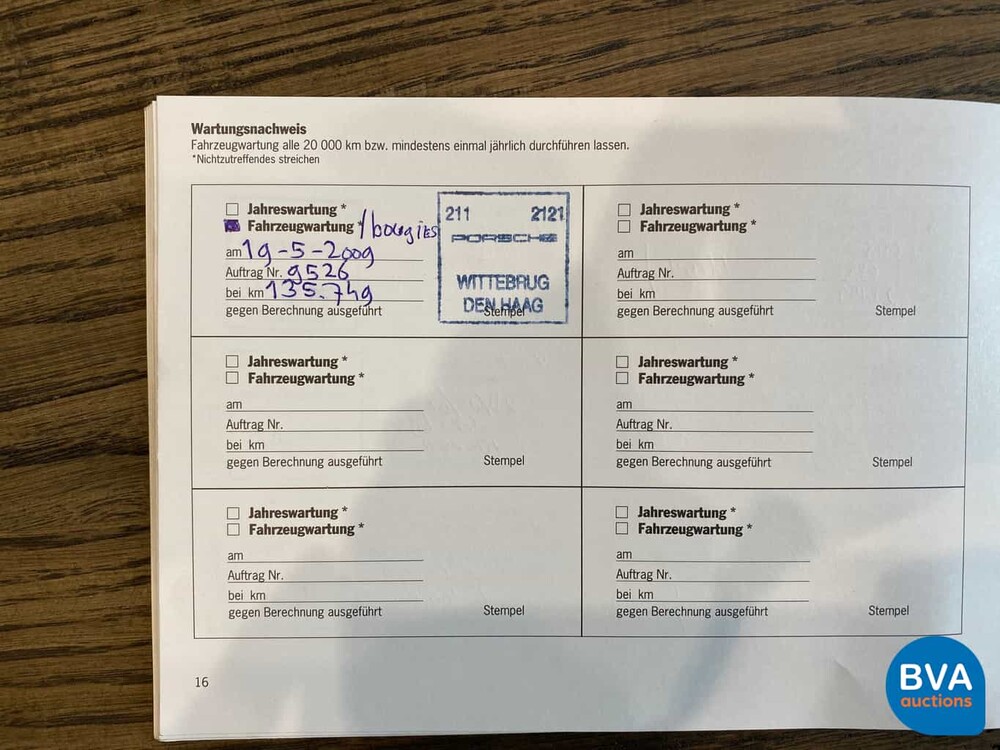 Wartungsnachweis
Fahrzeugwartung alle 20 000 km bzw. mindestens einmal jährlich durchführen lassen.
*Nichtzutreffendes streichen
Jahreswartung *
Fahrzeugwartung * / bougies
am 19-5-2009
Auftrag Nr. 9526
bei km 135.749
gegen Berechnung ausgeführt
Stempel
211 2121
PORSCHE
WITTEBRUG
DEN HAAG
Jahreswartung *
Fahrzeugwartung *
am
Auftrag Nr.
bei km
gegen Berechnung ausgeführt Stempel
Jahreswartung *
Fahrzeugwartung *
am
Auftrag Nr.
bei km
gegen Berechnung ausgeführt Stempel
Jahreswartung *
Fahrzeugwartung *
am
Auftrag Nr.
bei km
gegen Berechnung ausgeführt Stempel
Jahreswartung *
Fahrzeugwartung *
am
Auftrag Nr.
bei km
gegen Berechnung ausgeführt Stempel
Jahreswartung *
Fahrzeugwartung *
am
Auftrag Nr.
bei km
gegen Berechnung ausgeführt Stempel
16
BVA
auctions